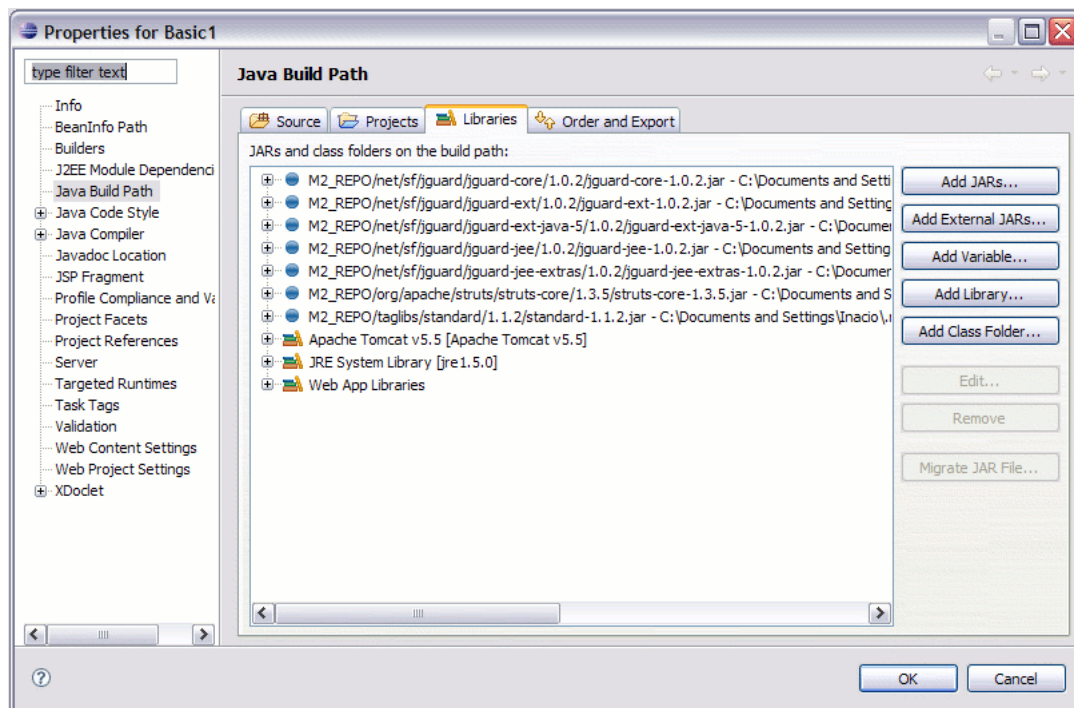 Properties for Basic1
type filter text
Info
BeanInfo Path
Builders
J2EE Module Dependenci
Java Build Path
Java Code Style
Java Compiler
Javadoc Location
JSP Fragment
Profile Compliance and Va
Project Facets
Project References
Server
Targeted Runtimes
Task Tags
Validation
Web Content Settings
Web Project Settings
XDoclet
Java Build Path
Source Projects Libraries Order and Export
JARs and class folders on the build path:
M2_REPO/net/sf/jguard/jguard-core/1.0.2/jguard-core-1.0.2.jar - C:\Documents and Setti
M2_REPO/net/sf/jguard/jguard-ext/1.0.2/jguard-ext-1.0.2.jar - C:\Documents and Setting
M2_REPO/net/sf/jguard/jguard-ext-java-5/1.0.2/jguard-ext-java-5-1.0.2.jar - C:\Documen
M2_REPO/net/sf/jguard/jguard-jee/1.0.2/jguard-jee-1.0.2.jar - C:\Documents and Setting
M2_REPO/net/sf/jguard/jguard-jee-extras/1.0.2/jguard-jee-extras-1.0.2.jar - C:\Documen
M2_REPO/org/apache/struts/struts-core/1.3.5/struts-core-1.3.5.jar - C:\Documents and S
M2_REPO/taglibs/standard/1.1.2/standard-1.1.2.jar - C:\Documents and Settings\Inacio\.r
Apache Tomcat v5.5 [Apache Tomcat v5.5]
JRE System Library [jre1.5.0]
Web App Libraries
Add JARs...
Add External JARs...
Add Variable...
Add Library...
Add Class Folder...
Edit...
Remove
Migrate JAR File...
OK Cancel